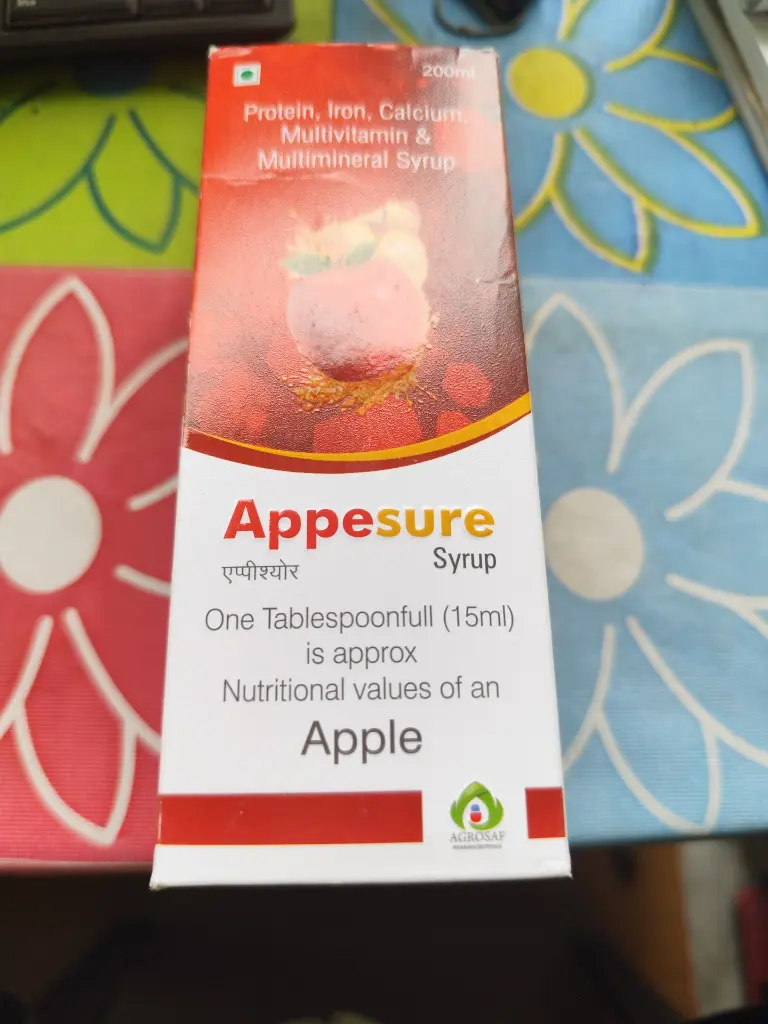 200ml
Protein, Iron, Calcium,
Multivitamin &
Multimineral Syrup
Appesure
एप्पीश्योर
Syrup
One Tablespoonfull (15ml)
is approx
Nutritional values of an
Apple
AGROSAF
PHARMACEUTICALS